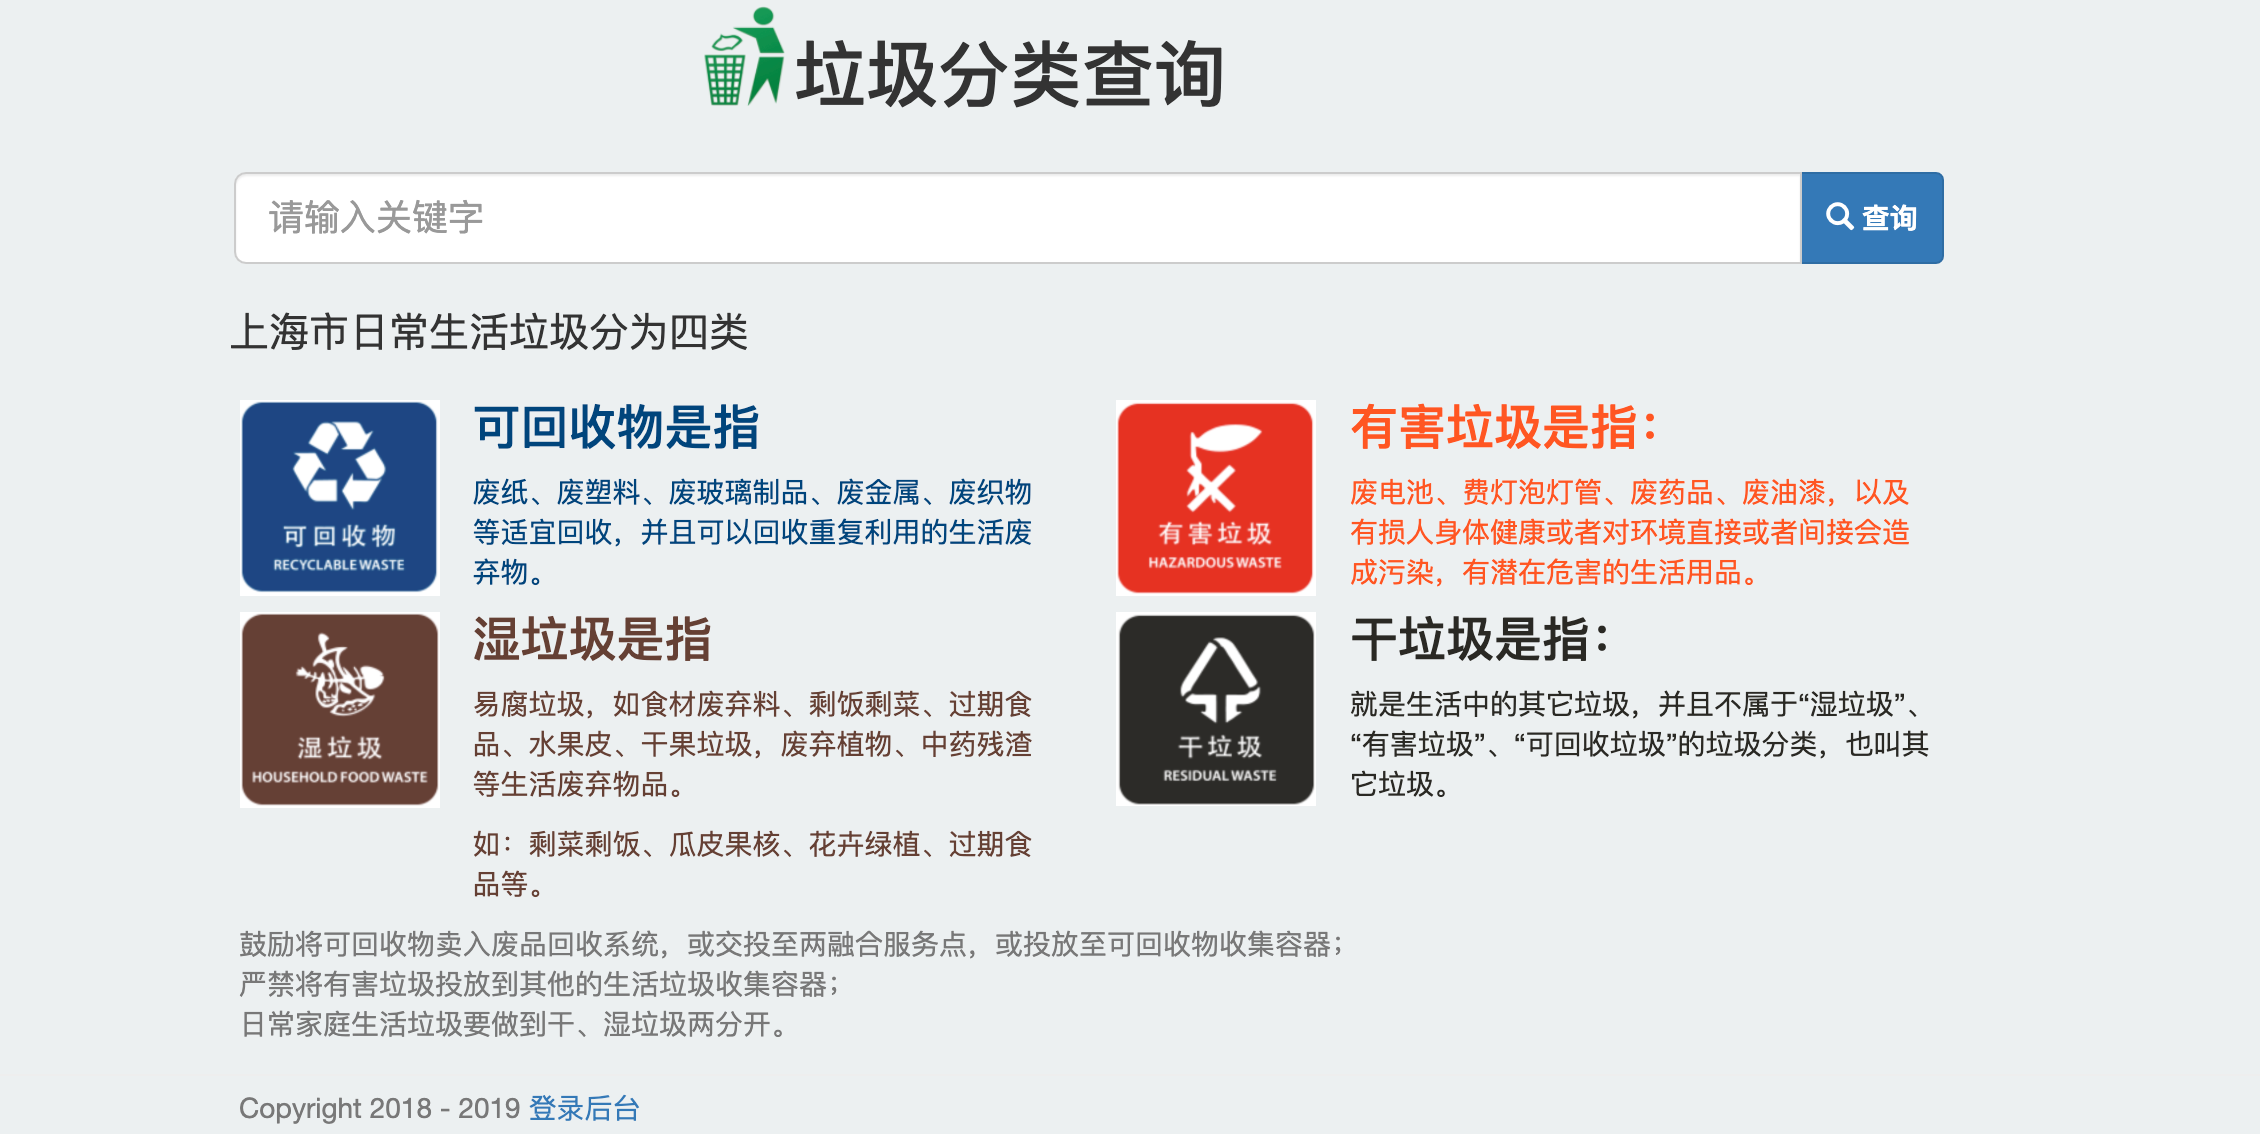 垃圾分类查询
请输入关键字
查询
上海市日常生活垃圾分为四类
可回收物
RECYCLABLE WASTE
可回收物是指
废纸、废塑料、废玻璃制品、废金属、废织物
等适宜回收，并且可以回收重复利用的生活废
弃物。
有害垃圾
HAZARDOUS WASTE
有害垃圾是指：
废电池、费灯泡灯管、废药品、废油漆，以及
有损人身体健康或者对环境直接或者间接会造
成污染，有潜在危害的生活用品。
湿垃圾
HOUSEHOLD FOOD WASTE
湿垃圾是指
易腐垃圾，如食材废弃料、剩饭剩菜、过期食
品、水果皮、干果垃圾，废弃植物、中药残渣
等生活废弃物品。
如：剩菜剩饭、瓜皮果核、花卉绿植、过期食
品等。
干垃圾
RESIDUAL WASTE
干垃圾是指：
就是生活中的其它垃圾，并且不属于“湿垃圾”、
“有害垃圾”、“可回收垃圾”的垃圾分类，也叫其
它垃圾。
鼓励将可回收物卖入废品回收系统，或交投至两融合服务点，或投放至可回收物收集容器；
严禁将有害垃圾投放到其他的生活垃圾收集容器；
日常家庭生活垃圾要做到干、湿垃圾两分开。
Copyright 2018 - 2019 登录后台